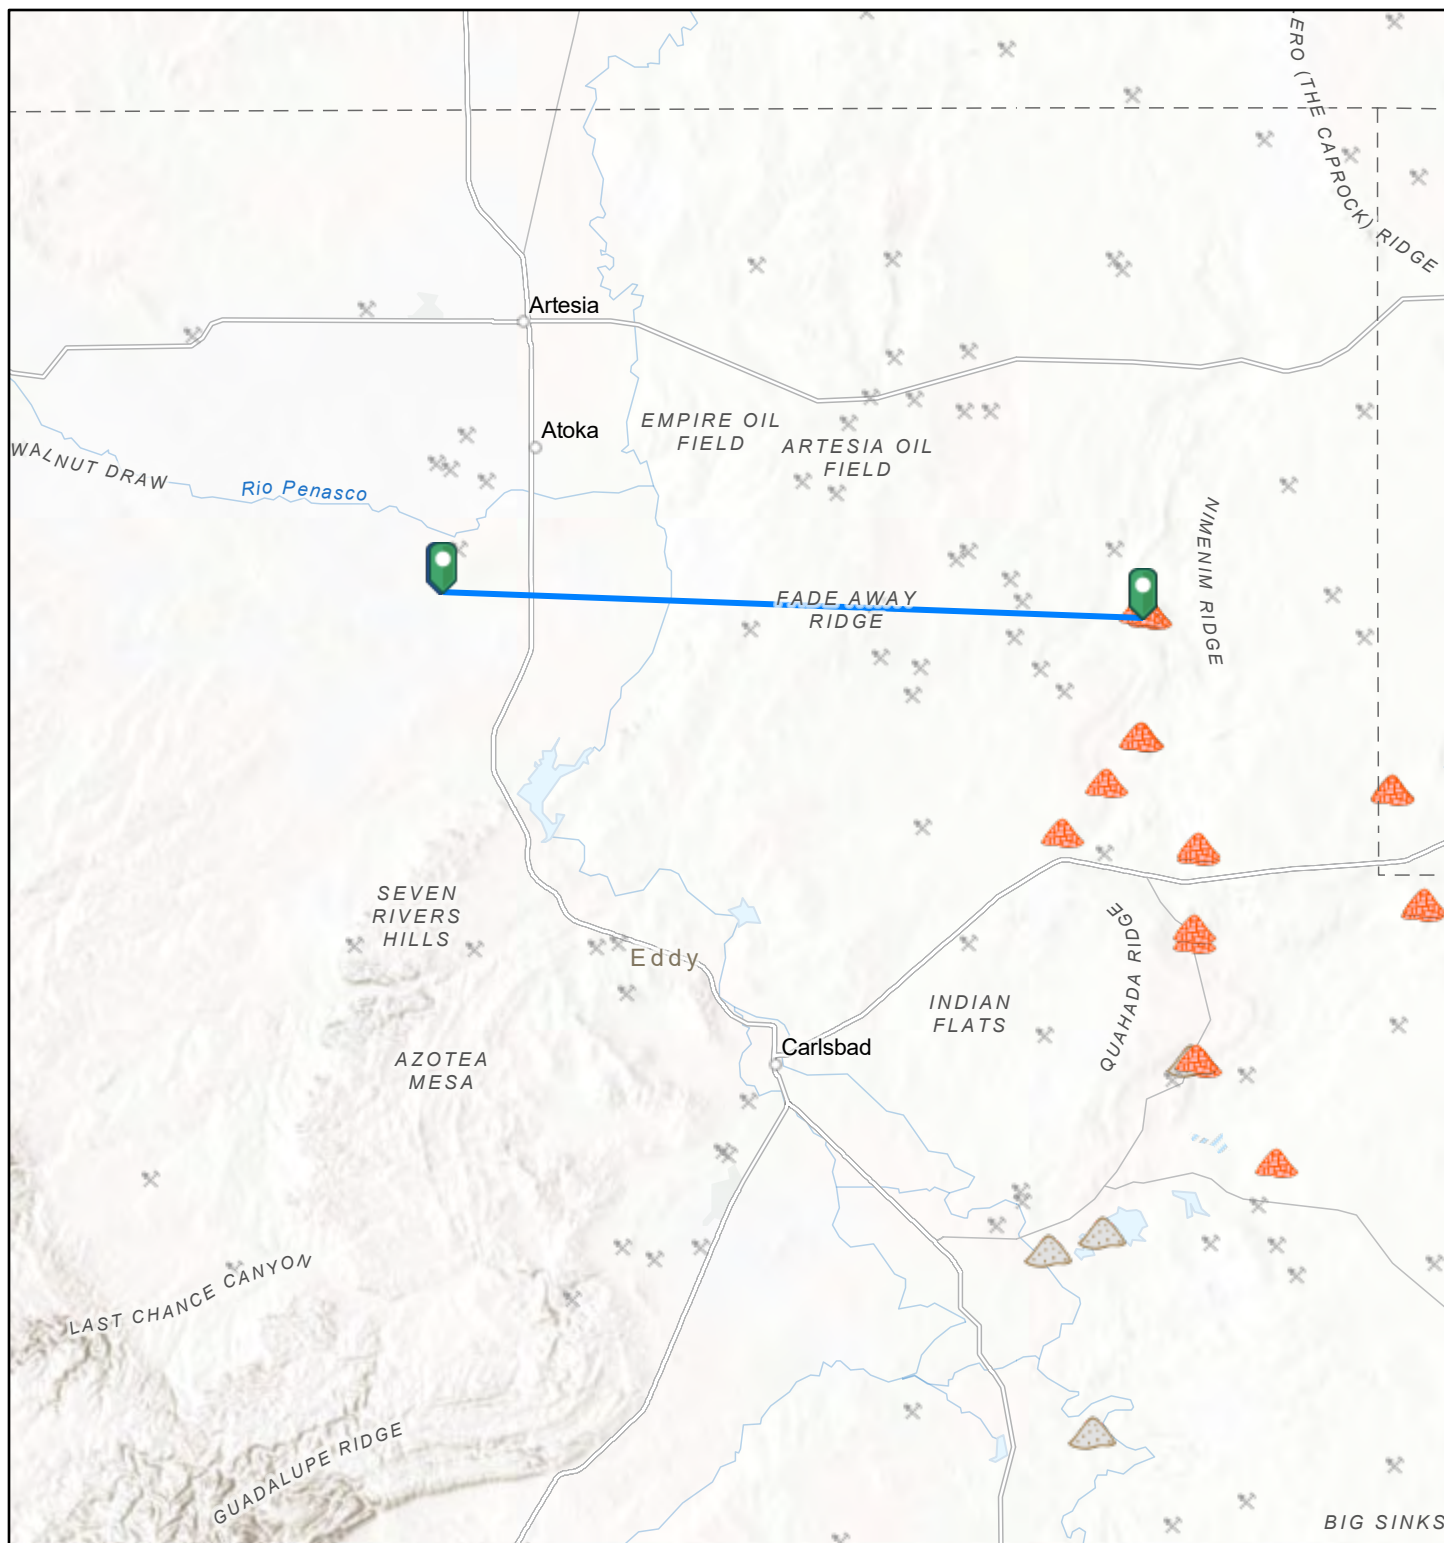 ERO (THE CAPROCK) RIDGE
Artesia
Atoka
EMPIRE OIL
FIELD
ARTESIA OIL
FIELD
WALNUT DRAW
Rio Penasco
NIMENIM RIDGE
FADE AWAY
RIDGE
SEVEN
RIVERS
HILLS
Eddy
QUAHADA RIDGE
INDIAN
FLATS
Carlsbad
AZOTEA
MESA
LAST CHANCE CANYON
GUADALUPE RIDGE
BIG SINKS